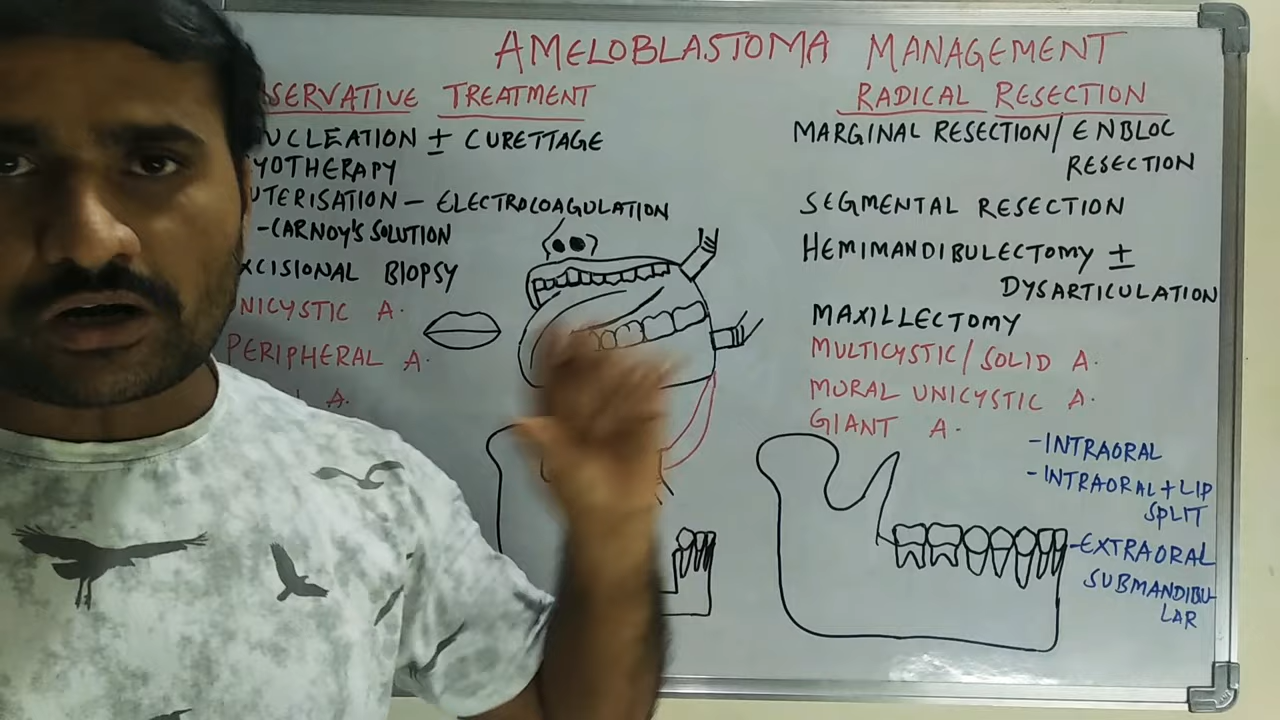 AMELOBLASTOMA MANAGEMENT
SERVATIVE TREATMENT
UCLEATION ± CURETTAGE
YOTHERAPY
UTERISATION - ELECTROCOAGULATION
-CARNOY'S SOLUTION
XCISIONAL BIOPSY
NICYSTIC A.
PERIPHERAL A.
A.
RADICAL RESECTION
MARGINAL RESECTION/ ENBLOC
RESECTION
SEGMENTAL RESECTION
HEMIMANDIBULECTOMY ±
DYSARTICULATION
MAXILLECTOMY
MULTICYSTIC/SOLID A.
MURAL UNICYSTIC A.
GIANT A.
-INTRAORAL
-INTRAORAL+LIP
SPLIT
-EXTRAORAL
SUBMANDIBU-
LAR